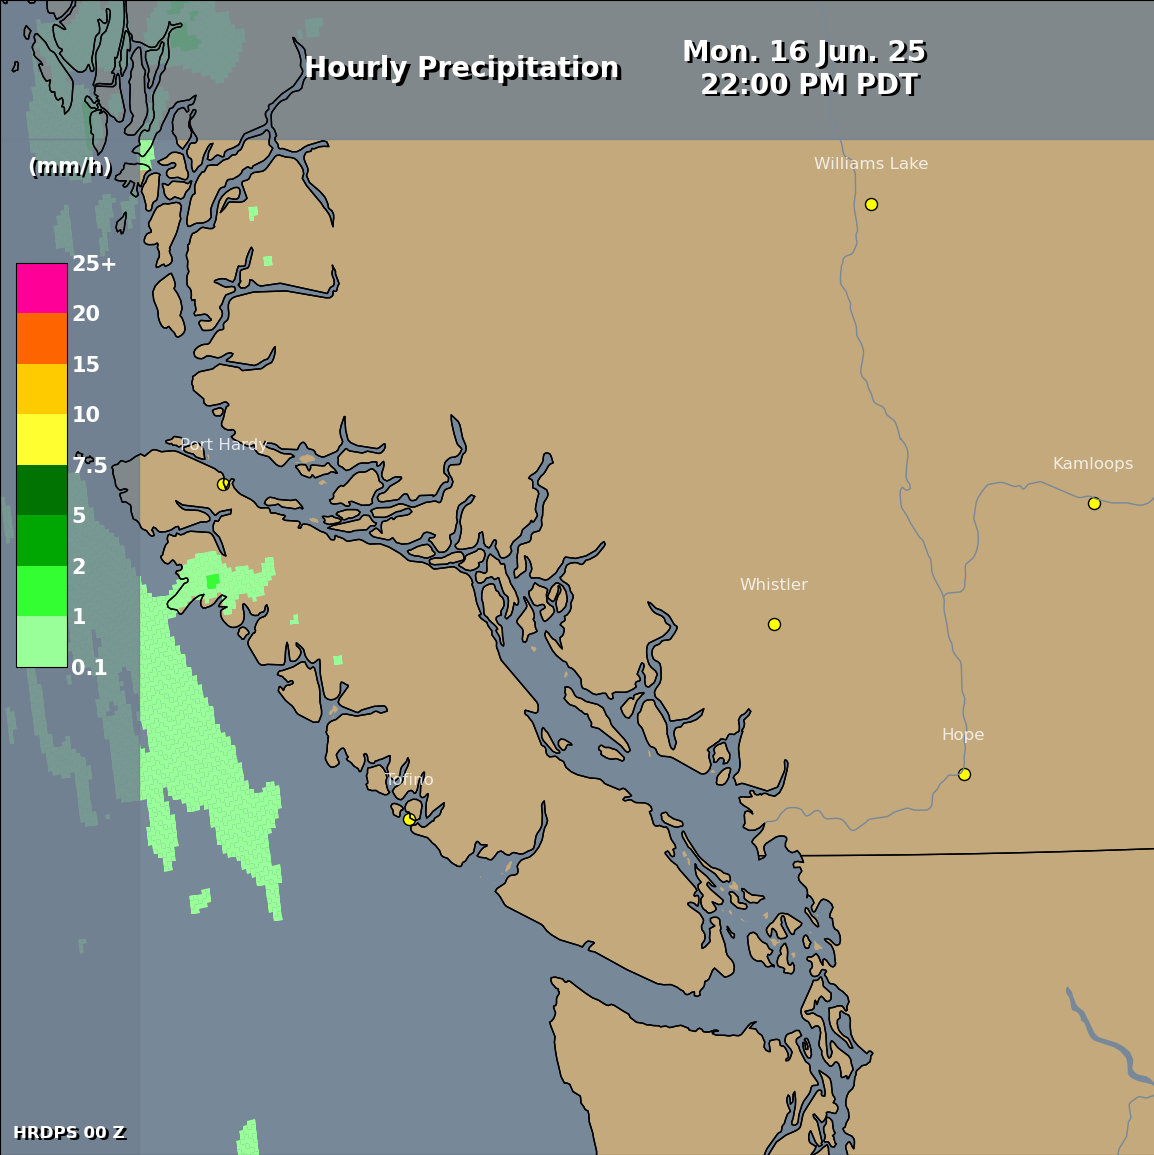 Hourly Precipitation
Mon. 16 Jun. 25
22:00 PM PDT
(mm/h)
Williams Lake
25+
20
15
10
7.5
5
2
1
0.1
Port Hardy
Kamloops
Whistler
Hope
Tofino
HRDPS 00 Z